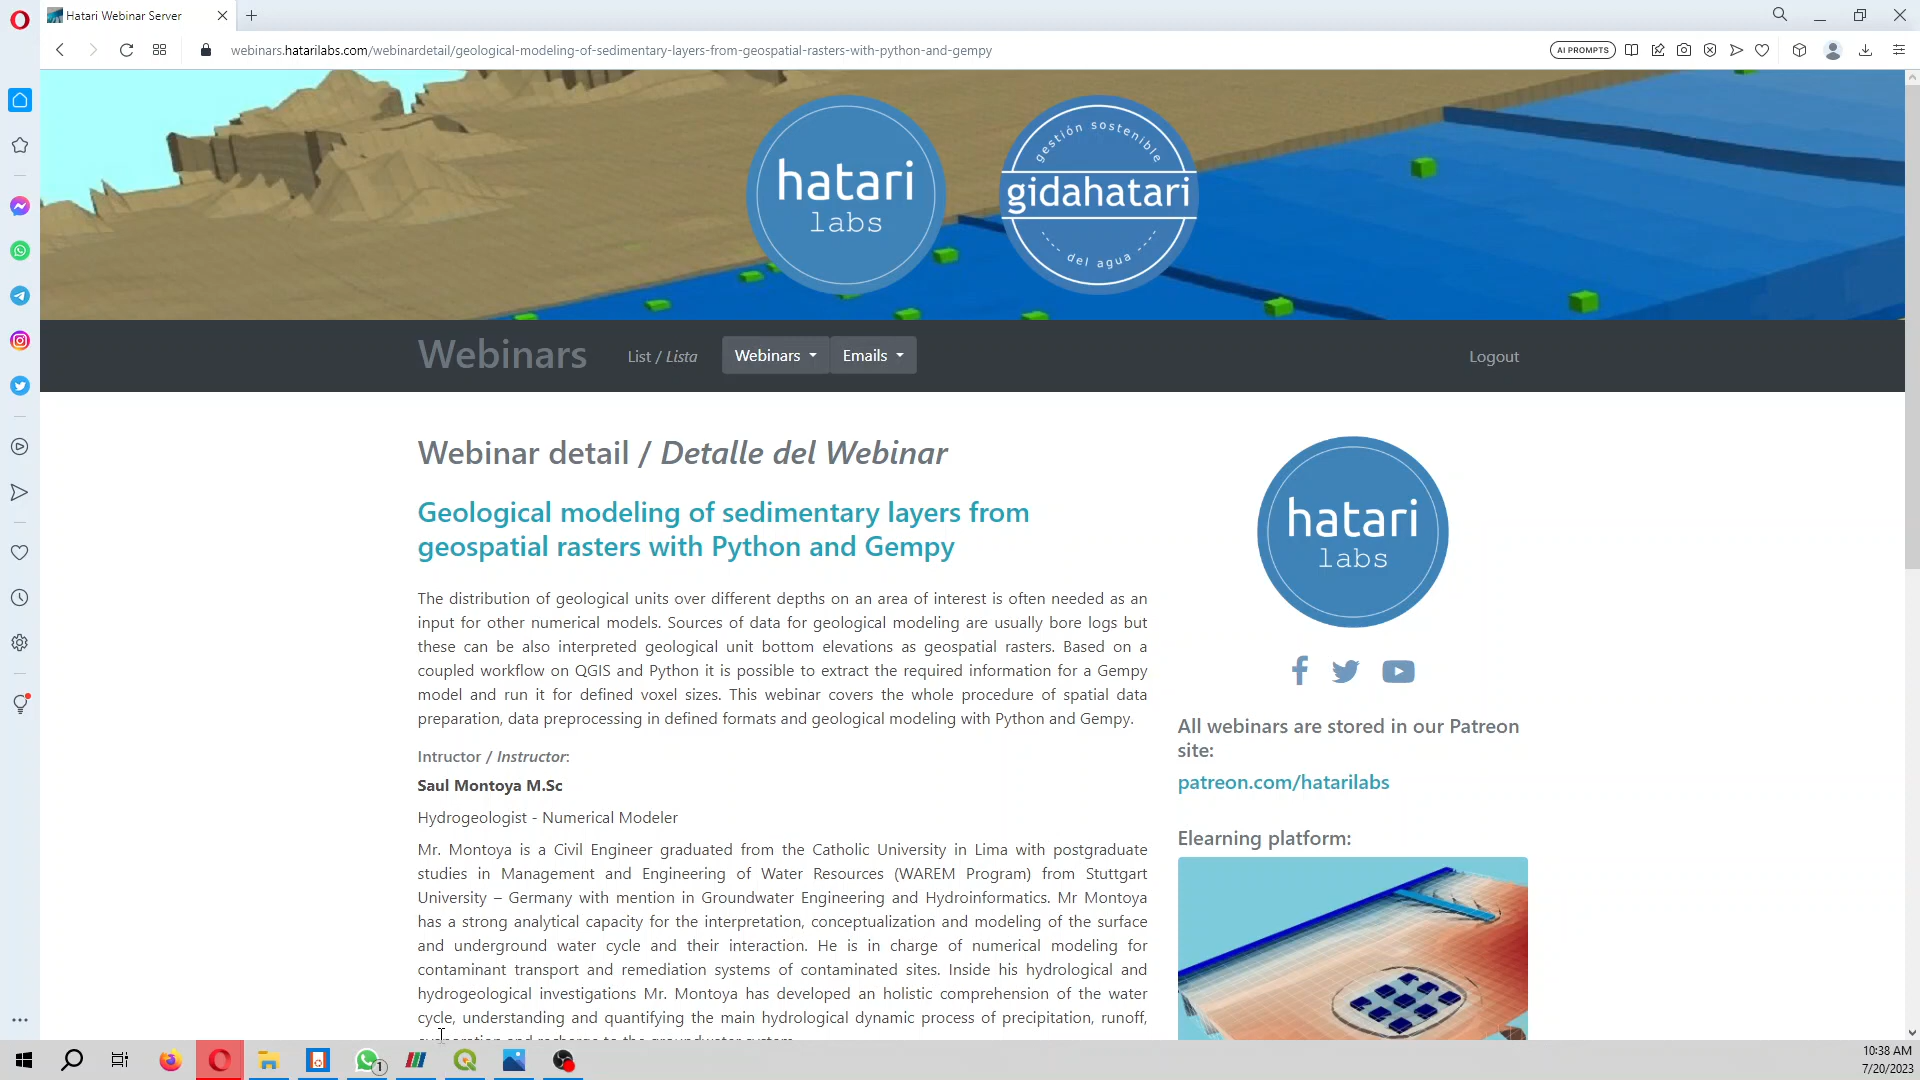 Hatari Webinar Server
webinars.hatarilabs.com/webinardetail/geological-modeling-of-sedimentary-layers-from-geospatial-rasters-with-python-and-gempy
AI PROMPTS
hatari
labs
gestión sostenible
gidahatari
del agua
Webinars
List / Lista
Webinars
Emails
Logout
Webinar detail / Detalle del Webinar
Geological modeling of sedimentary layers from
geospatial rasters with Python and Gempy
The distribution of geological units over different depths on an area of interest is often needed as an
input for other numerical models. Sources of data for geological modeling are usually bore logs but
these can be also interpreted geological unit bottom elevations as geospatial rasters. Based on a
coupled workflow on QGIS and Python it is possible to extract the required information for a Gempy
model and run it for defined voxel sizes. This webinar covers the whole procedure of spatial data
preparation, data preprocessing in defined formats and geological modeling with Python and Gempy.
Intructor / Instructor:
Saul Montoya M.Sc
Hydrogeologist - Numerical Modeler
Mr. Montoya is a Civil Engineer graduated from the Catholic University in Lima with postgraduate
studies in Management and Engineering of Water Resources (WAREM Program) from Stuttgart
University – Germany with mention in Groundwater Engineering and Hydroinformatics. Mr Montoya
has a strong analytical capacity for the interpretation, conceptualization and modeling of the surface
and underground water cycle and their interaction. He is in charge of numerical modeling for
contaminant transport and remediation systems of contaminated sites. Inside his hydrological and
hydrogeological investigations Mr. Montoya has developed an holistic comprehension of the water
cycle, understanding and quantifying the main hydrological dynamic process of precipitation, runoff,
hatari
labs
All webinars are stored in our Patreon
site:
patreon.com/hatarilabs
Elearning platform:
1
10:38 AM
7/20/2023